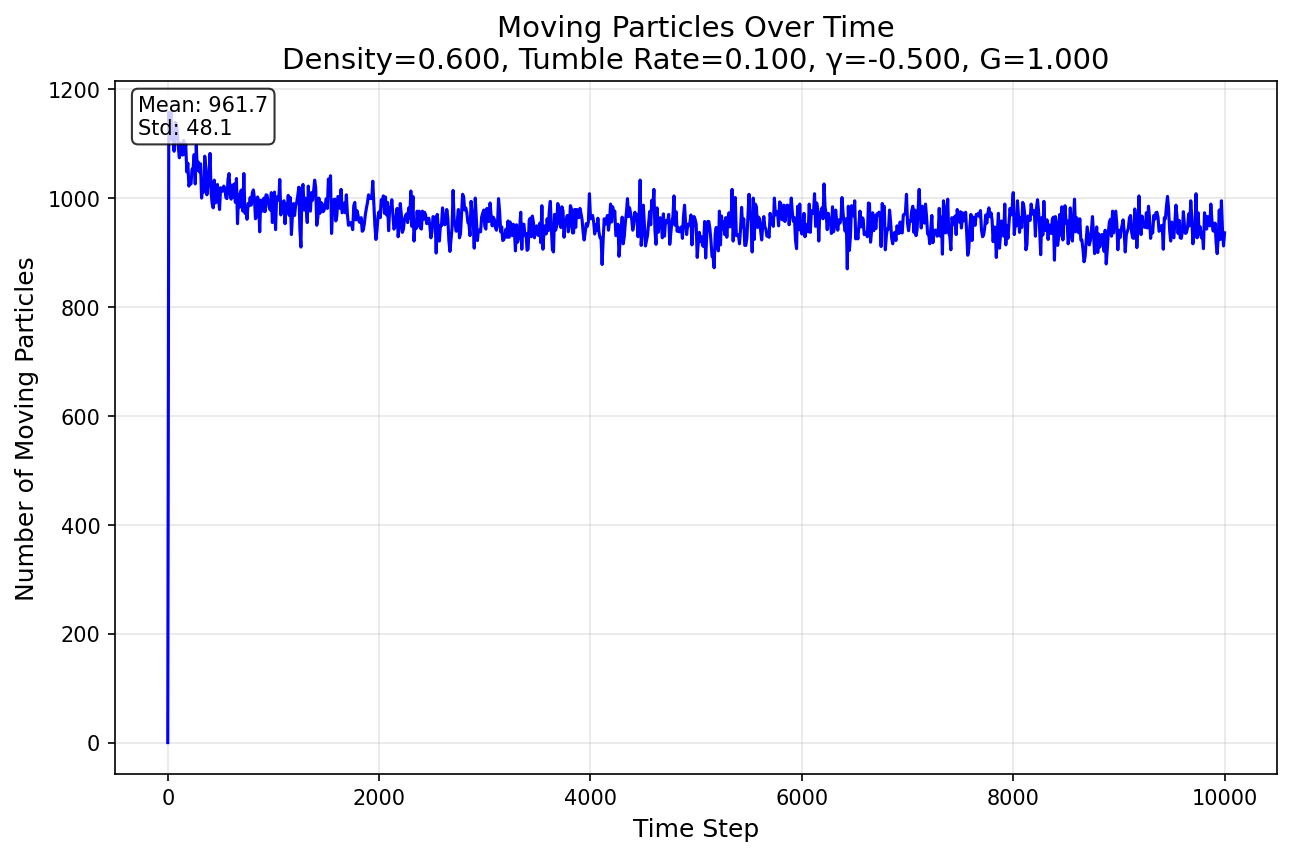 Moving Particles Over Time
Density=0.600, Tumble Rate=0.100, γ=-0.500, G=1.000
Mean: 961.7
Std: 48.1
Number of Moving Particles
1200
1000
800
600
400
200
0
0 2000 4000 6000 8000 10000
Time Step